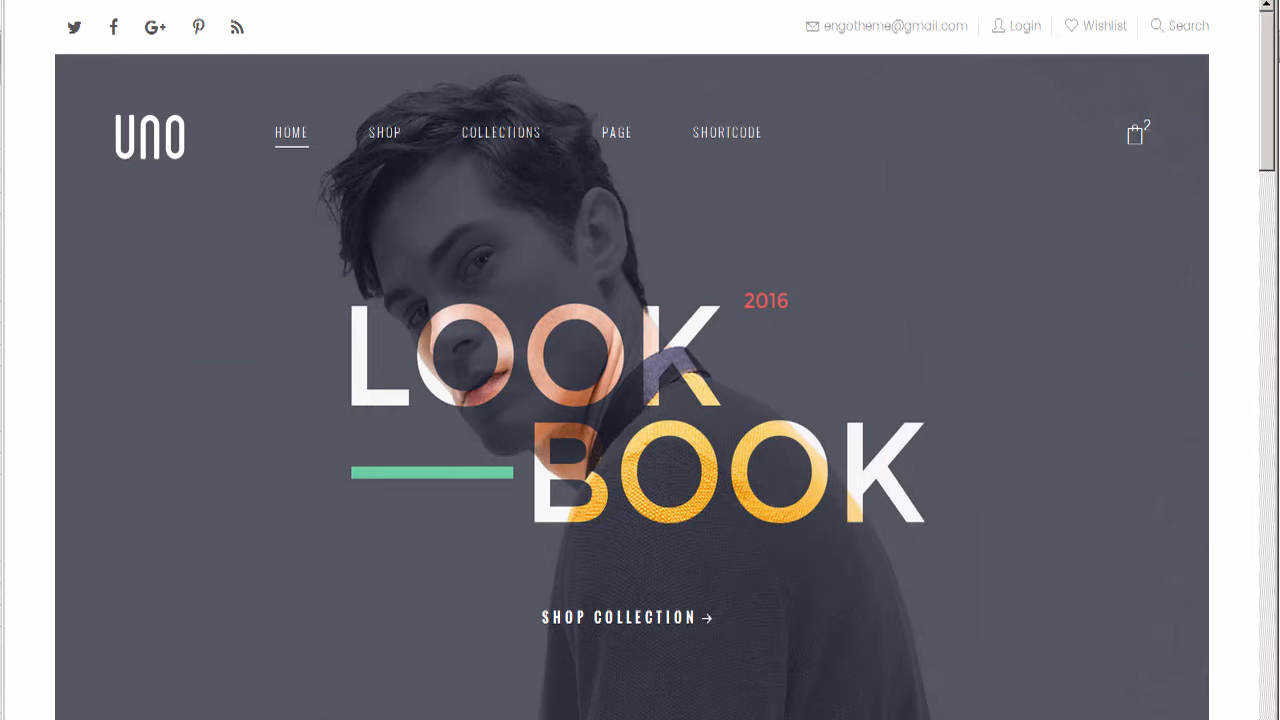 engotheme@gmail.com Login Wishlist Search
UNO HOME SHOP COLLECTIONS PAGE SHORTCODE 2
LOOK 2016
BOOK
SHOP COLLECTION →